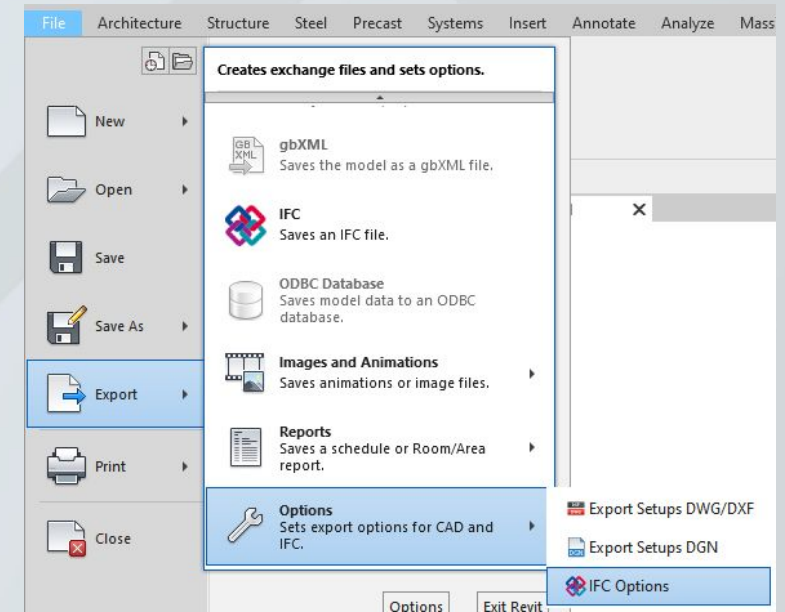 File Architecture Structure Steel Precast Systems Insert Annotate Analyze Mass
Creates exchange files and sets options.
New
Open
Save
Save As
Export
Print
Close
gbXML
Saves the model as a gbXML file.
IFC
Saves an IFC file.
ODBC Database
Saves model data to an ODBC
database.
Images and Animations
Saves animations or image files.
Reports
Saves a schedule or Room/Area
report.
Options
Sets export options for CAD and
IFC.
Export Setups DWG/DXF
Export Setups DGN
IFC Options
Options Exit Revit